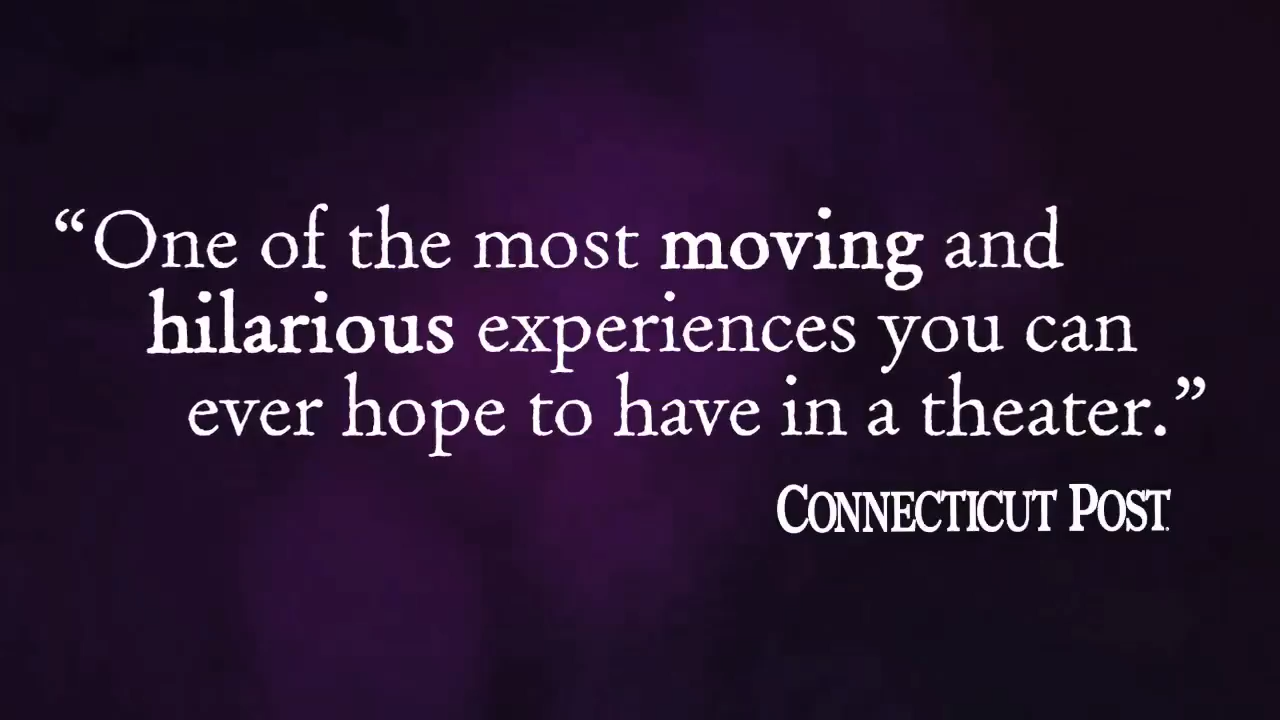 “One of the most moving and
hilarious experiences you can
ever hope to have in a theater.”
CONNECTICUT POST